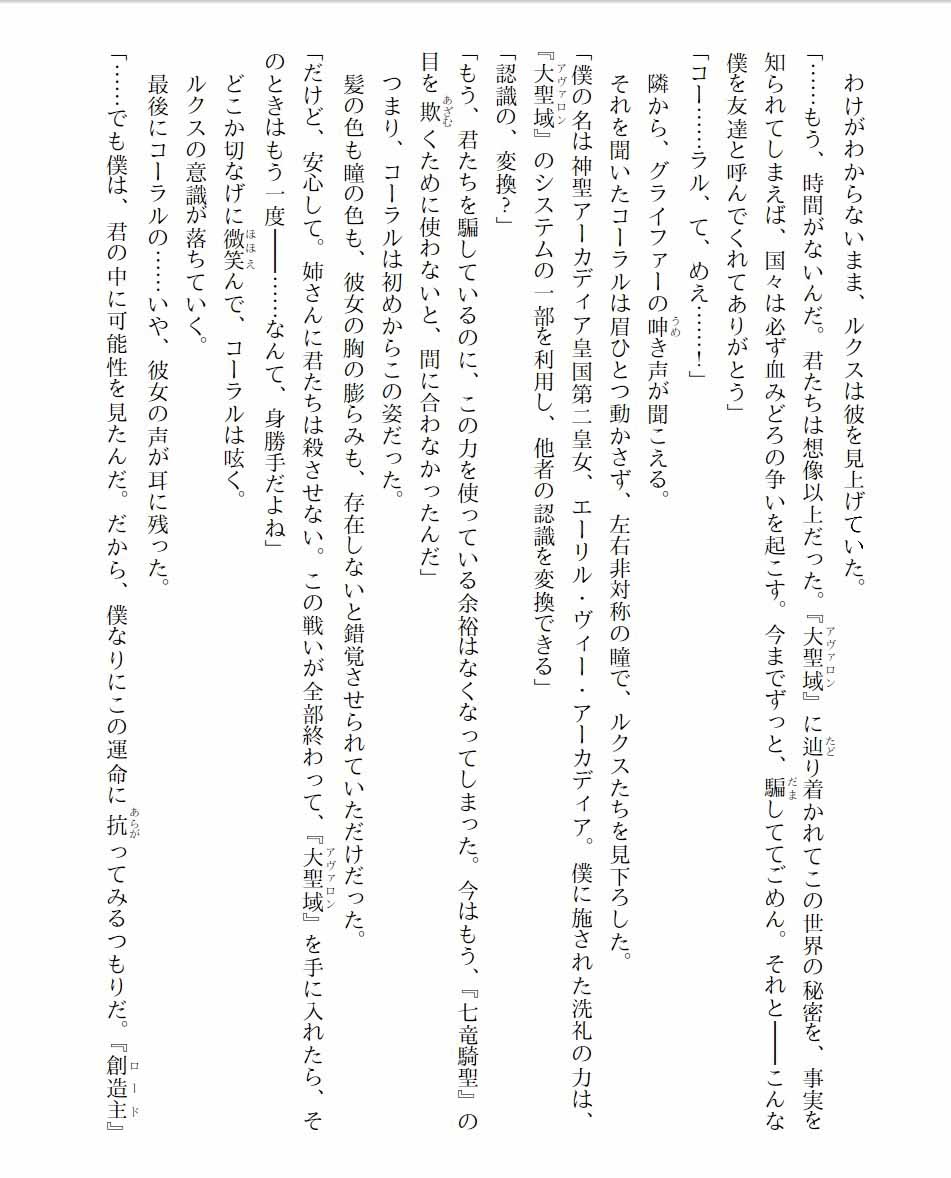 わけがわからないまま、ルクスは彼を見上げていた。
「……もう、時間がないんだ。君たちは想像以上だった。『大聖域』に辿り着かれてこの世界の秘密を、事実を
知られてしまえば、国々は必ず血みどろの争いを起こす。今までずっと、騙しててごめん。それと――こんな
僕を友達と呼んでくれてありがとう」
「コー……ラル、て、めえ……！」
隣から、グライファーの呻き声が聞こえる。
それを聞いたコーラルは眉ひとつ動かさず、左右非対称の瞳で、ルクスたちを見下ろした。
「僕の名は神聖アーカディア皇国第二皇女、エーリル・ヴィー・アーカディア。僕に施された洗礼の力は、
『大聖域』のシステムの一部を利用し、他者の認識を変換できる」
「認識の、変換？」
「もう、君たちを騙しているのに、この力を使っている余裕はなくなってしまった。今はもう、『七竜騎聖』の
目を欺くために使わないと、間に合わなかったんだ」
つまり、コーラルは初めからこの姿だった。
髪の色も瞳の色も、彼女の胸の膨らみも、存在しないと錯覚させられていただけだった。
「だけど、安心して。姉さんに君たちは殺させない。この戦いが全部終わって、『大聖域』を手に入れたら、そ
のときはもう一度――……なんて、身勝手だよね」
どこか切なげに微笑んで、コーラルは呟く。
ルクスの意識が落ちていく。
最後にコーラルの……いや、彼女の声が耳に残った。
「……でも僕は、君の中に可能性を見たんだ。だから、僕なりにこの運命に抗ってみるつもりだ。『創造主』